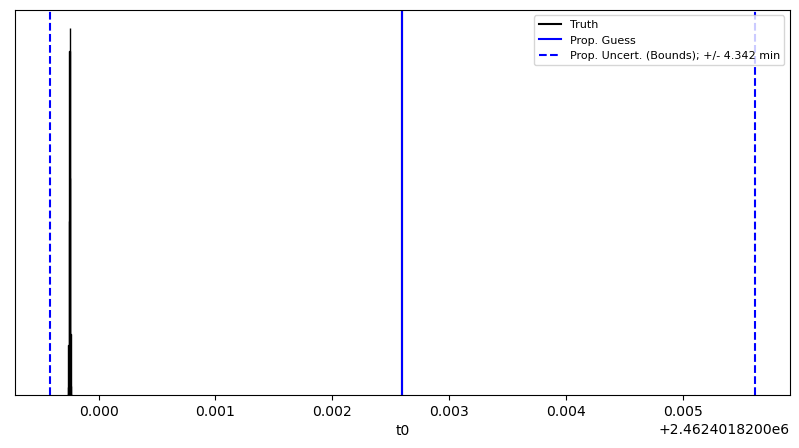 Truth
Prop. Guess
Prop. Uncert. (Bounds); +/- 4.342 min
0.000 0.001 0.002 0.003 0.004 0.005
t0
+2.4624018200e6